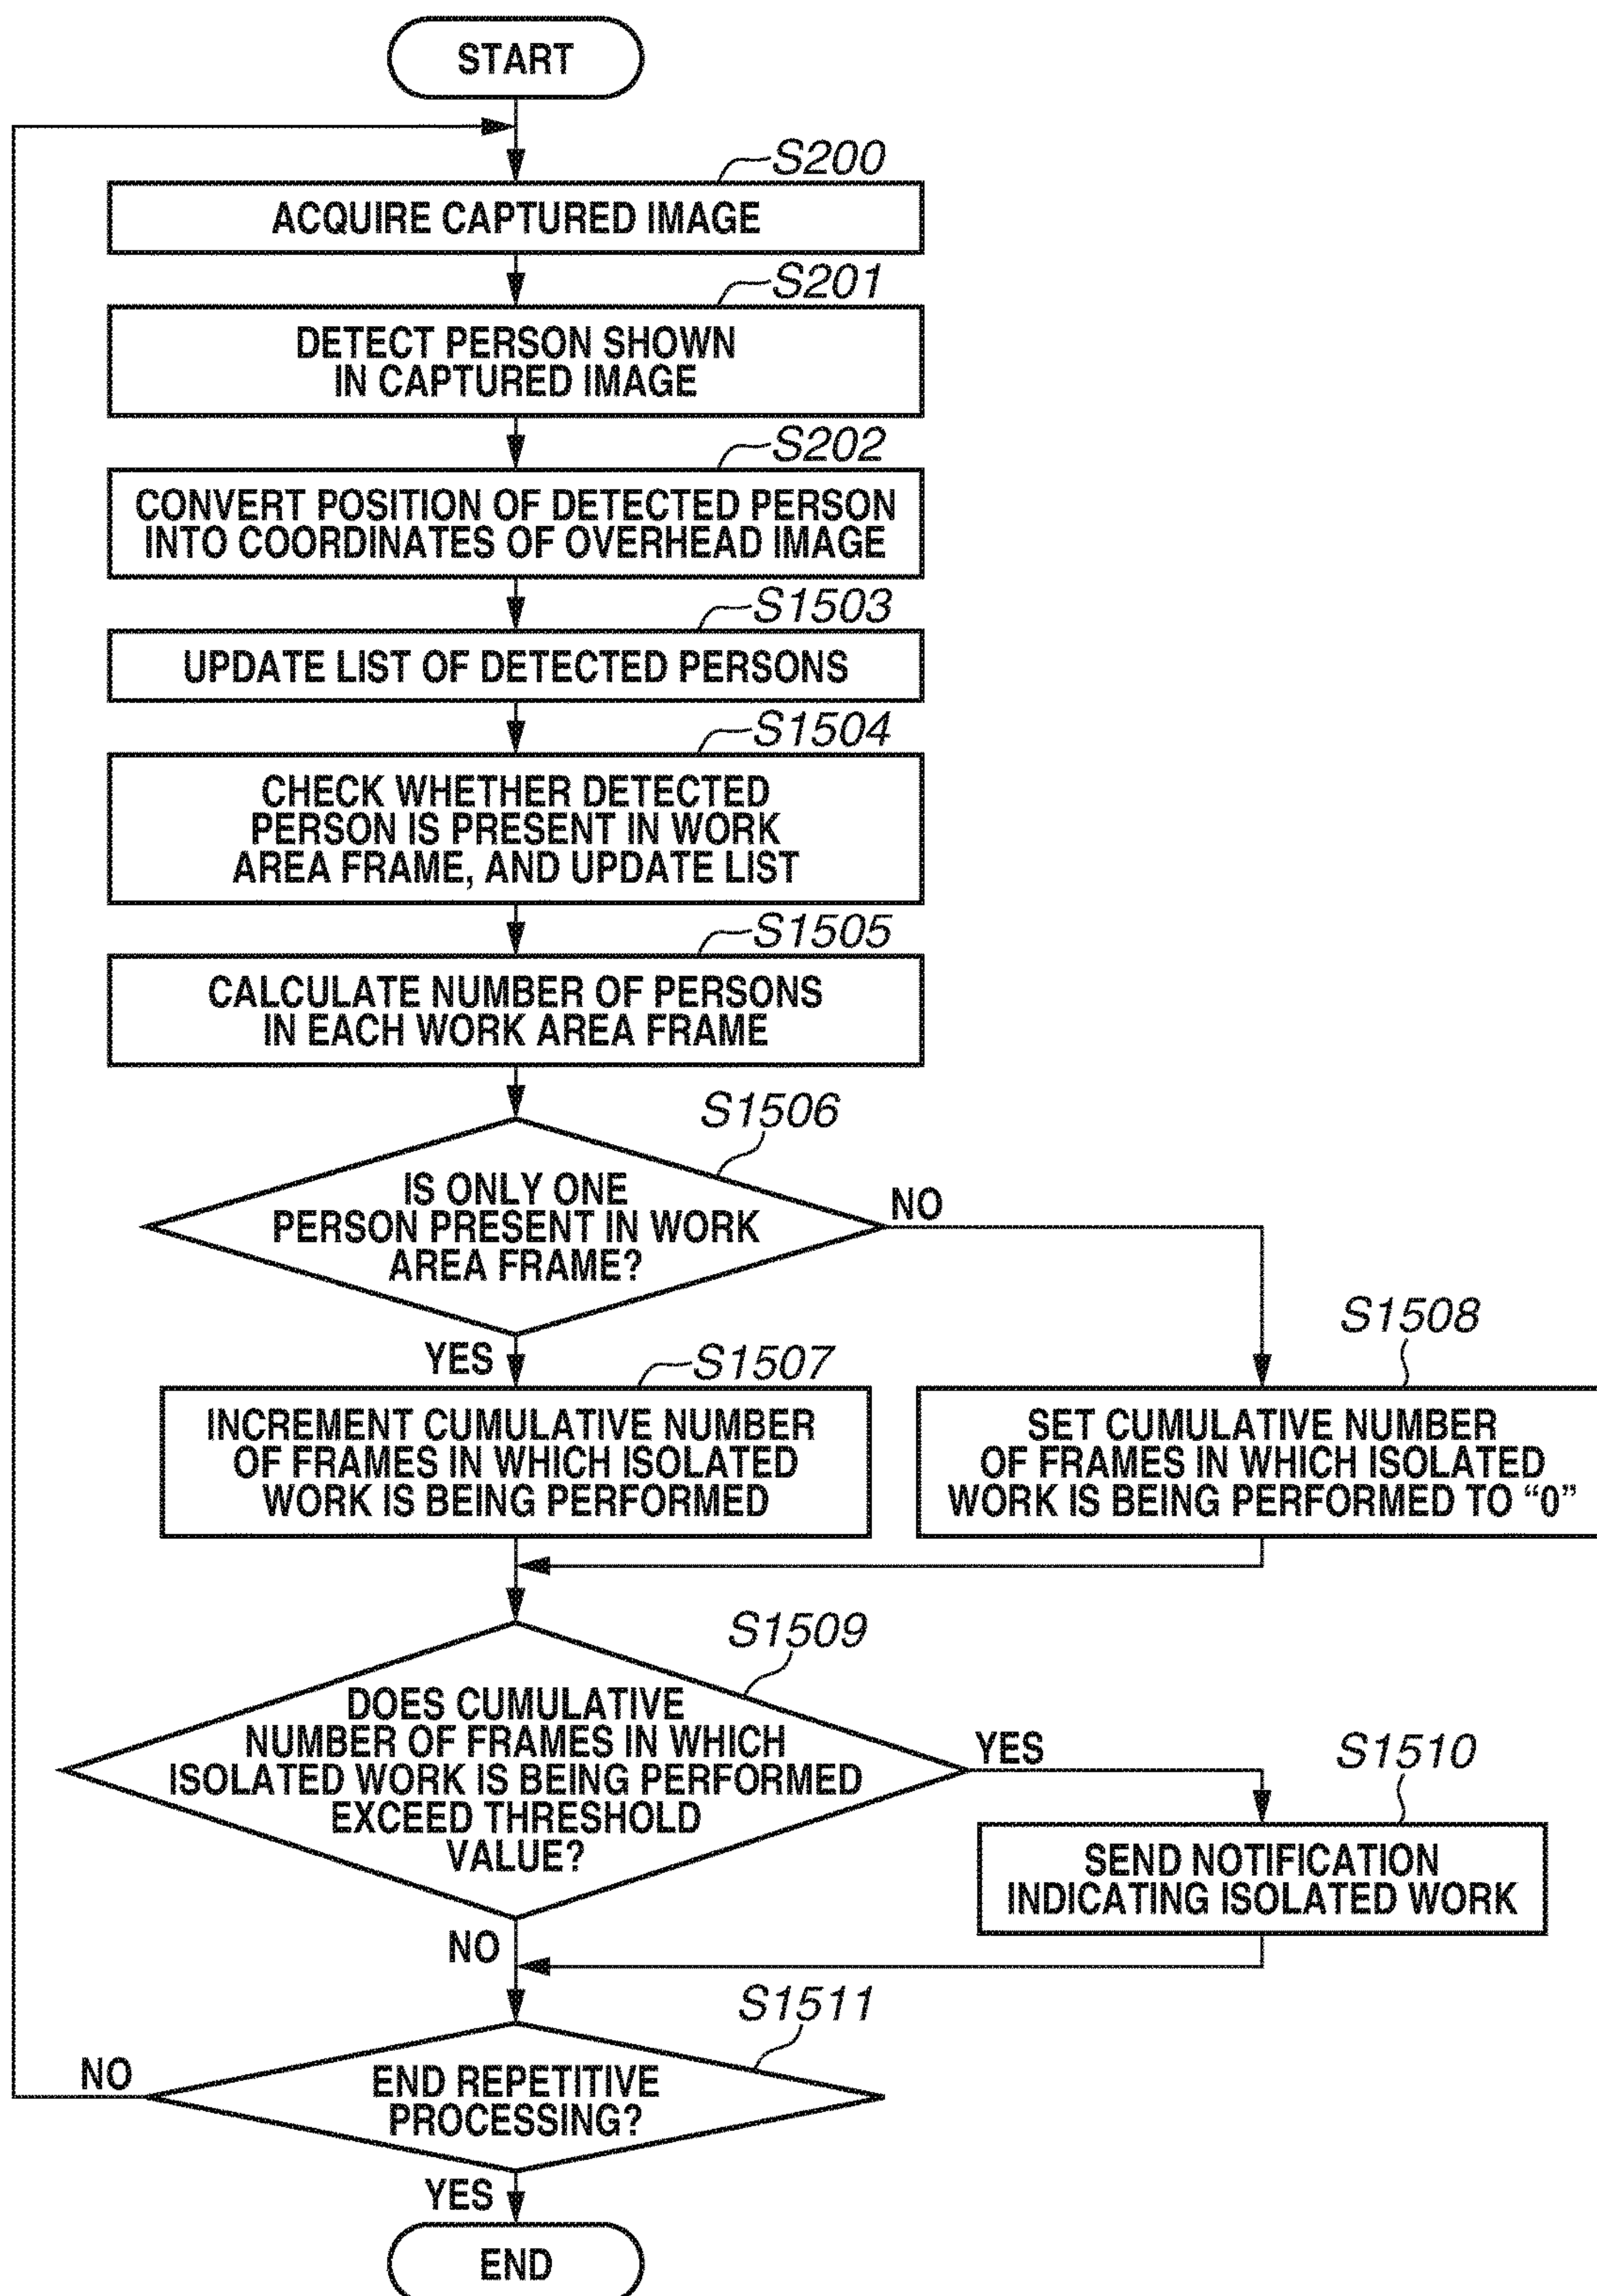 START
S200
ACQUIRE CAPTURED IMAGE
S201
DETECT PERSON SHOWN
IN CAPTURED IMAGE
S202
CONVERT POSITION OF DETECTED PERSON
INTO COORDINATES OF OVERHEAD IMAGE
S1503
UPDATE LIST OF DETECTED PERSONS
S1504
CHECK WHETHER DETECTED
PERSON IS PRESENT IN WORK
AREA FRAME, AND UPDATE LIST
S1505
CALCULATE NUMBER OF PERSONS
IN EACH WORK AREA FRAME
S1506
IS ONLY ONE
PERSON PRESENT IN WORK
AREA FRAME?
NO
YES
S1507
INCREMENT CUMULATIVE NUMBER
OF FRAMES IN WHICH ISOLATED
WORK IS BEING PERFORMED
S1508
SET CUMULATIVE NUMBER
OF FRAMES IN WHICH ISOLATED
WORK IS BEING PERFORMED TO “0”
S1509
DOES CUMULATIVE
NUMBER OF FRAMES IN WHICH
ISOLATED WORK IS BEING PERFORMED
EXCEED THRESHOLD
VALUE?
YES
S1510
SEND NOTIFICATION
INDICATING ISOLATED WORK
NO
S1511
END REPETITIVE
PROCESSING?
NO
YES
END